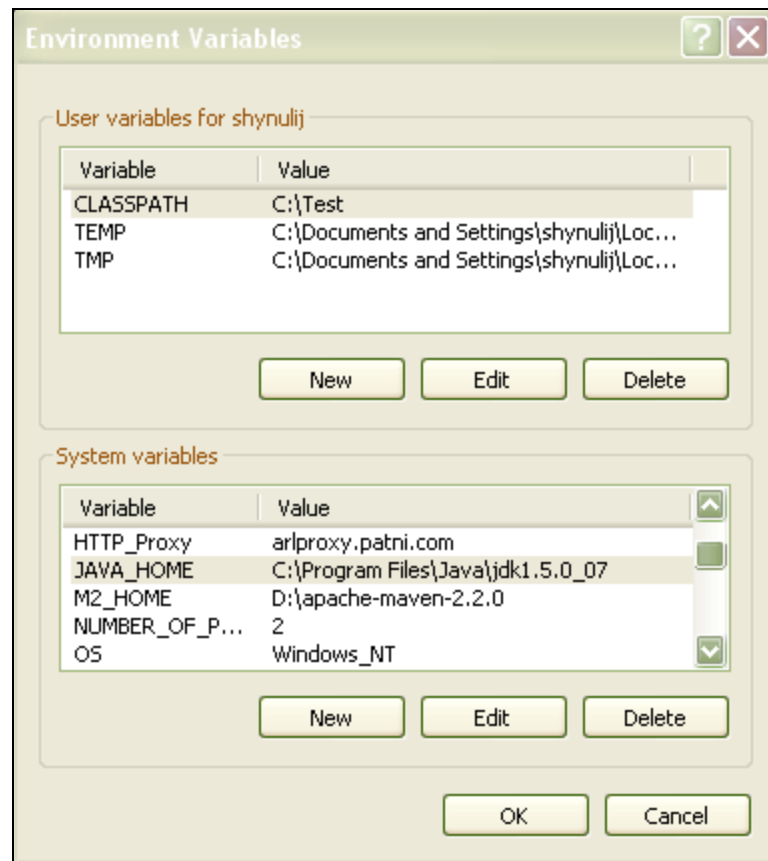 Environment Variables
User variables for shynulij
Variable Value
CLASSPATH C:\Test
TEMP C:\Documents and Settings\shynulij\Loc...
TMP C:\Documents and Settings\shynulij\Loc...
New Edit Delete
System variables
Variable Value
HTTP_Proxy arlproxy.patni.com
JAVA_HOME C:\Program Files\Java\jdk1.5.0_07
M2_HOME D:\apache-maven-2.2.0
NUMBER_OF_P... 2
OS Windows_NT
New Edit Delete
OK Cancel